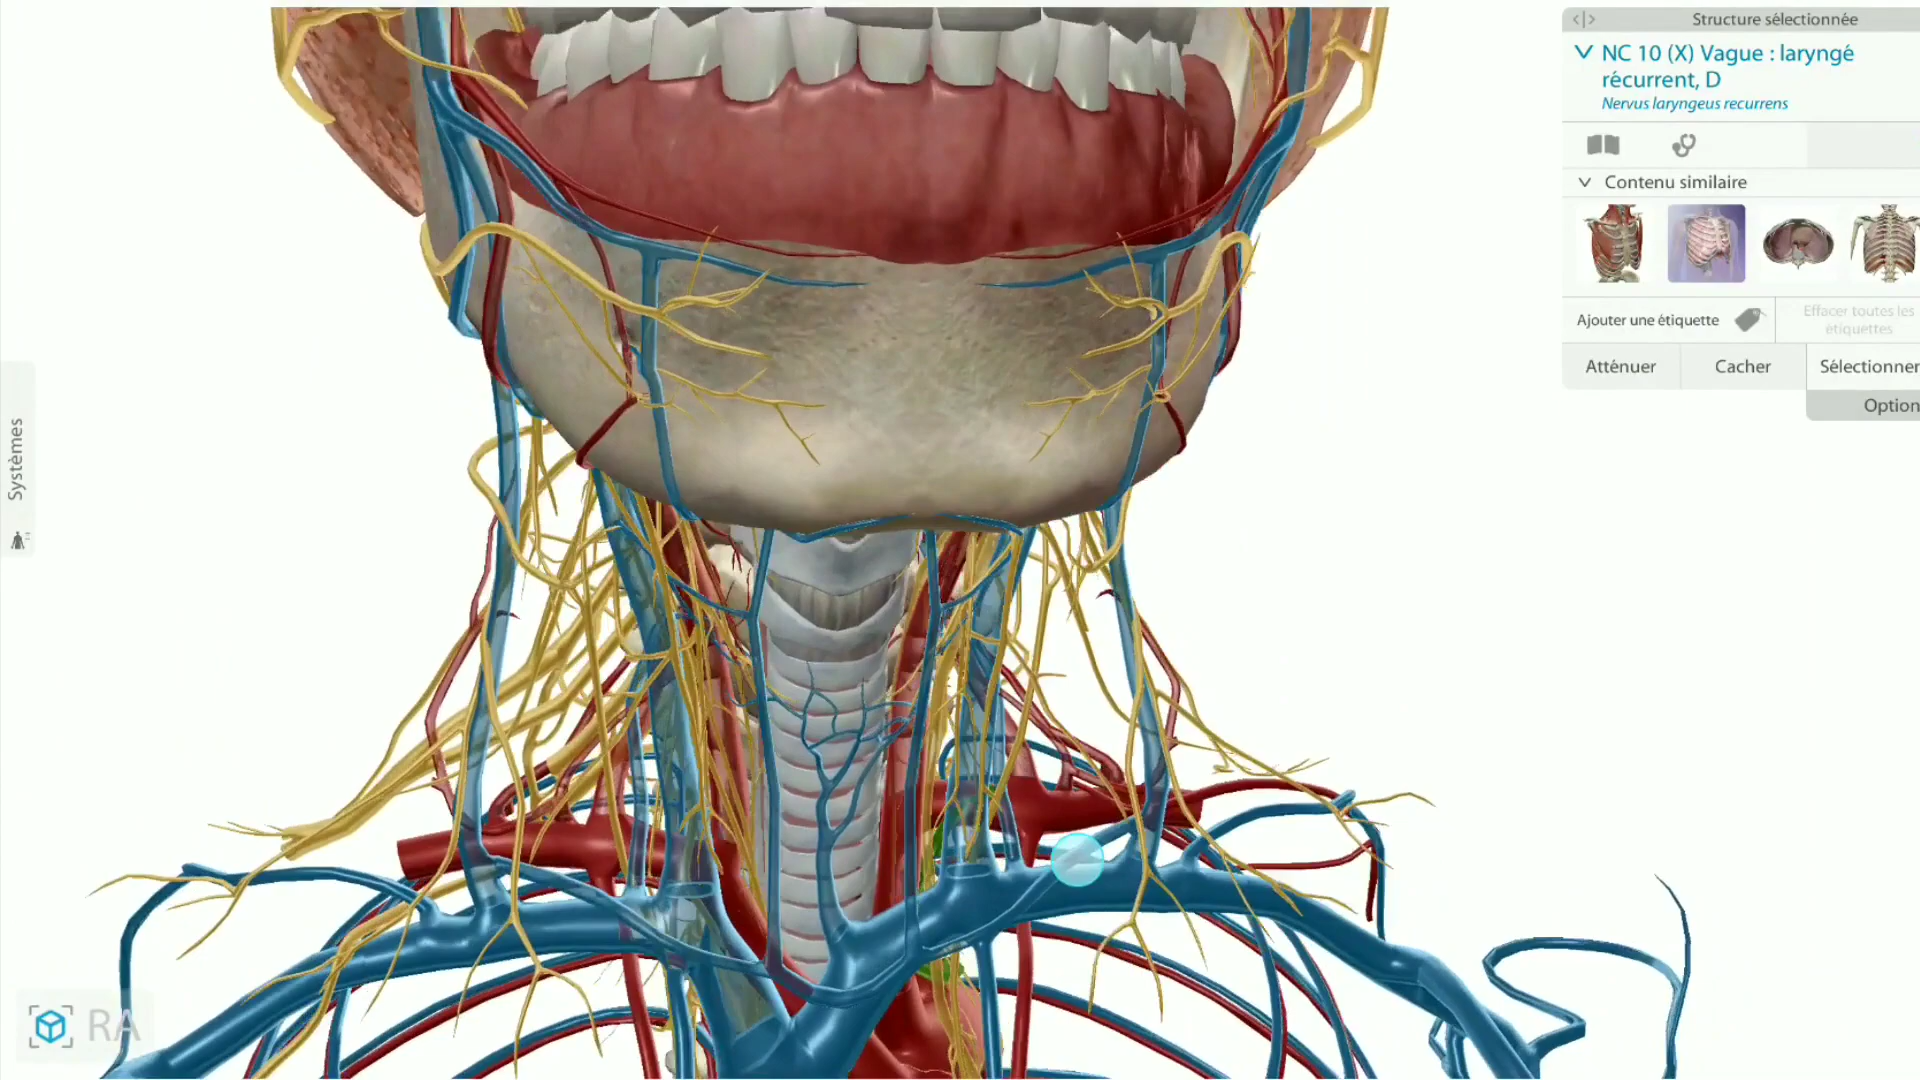 Structure sélectionnée
NC 10 (X) Vague : laryngé
récurrent, D
Nervus laryngeus recurrens
Contenu similaire
Ajouter une étiquette
Effacer toutes les
étiquettes
Atténuer
Cacher
Sélectionner
Option
Systèmes
RA